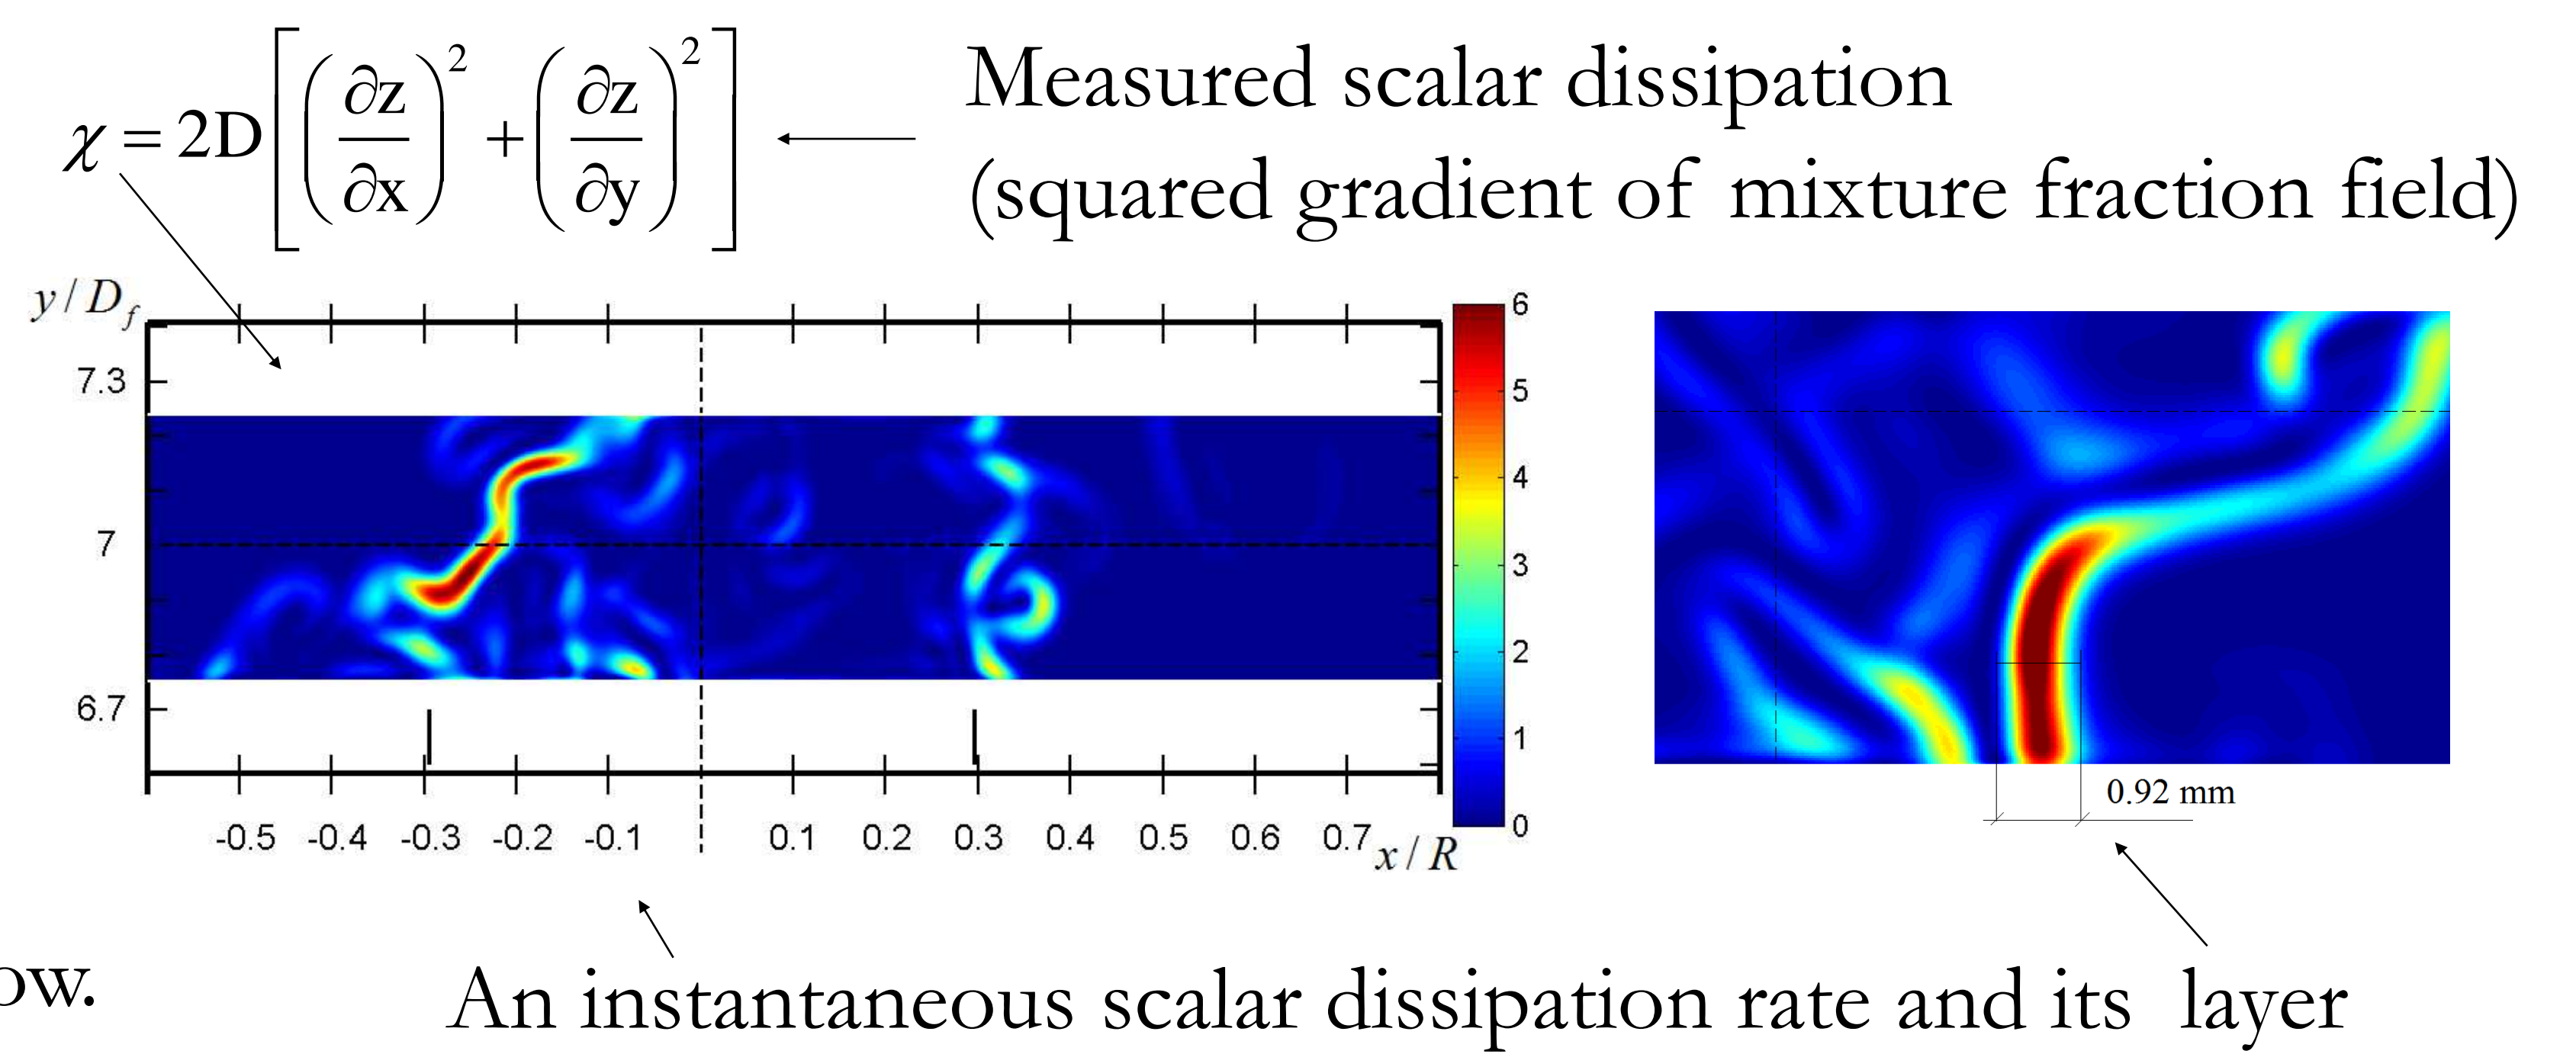 χ = 2D[(∂z/∂x)² + (∂z/∂y)²]
Measured scalar dissipation
(squared gradient of mixture fraction field)
y / D_f
7.3
7
6.7
-0.5 -0.4 -0.3 -0.2 -0.1 0.1 0.2 0.3 0.4 0.5 0.6 0.7
x / R
6
5
4
3
2
1
0
0.92 mm
ow.
An instantaneous scalar dissipation rate and its layer